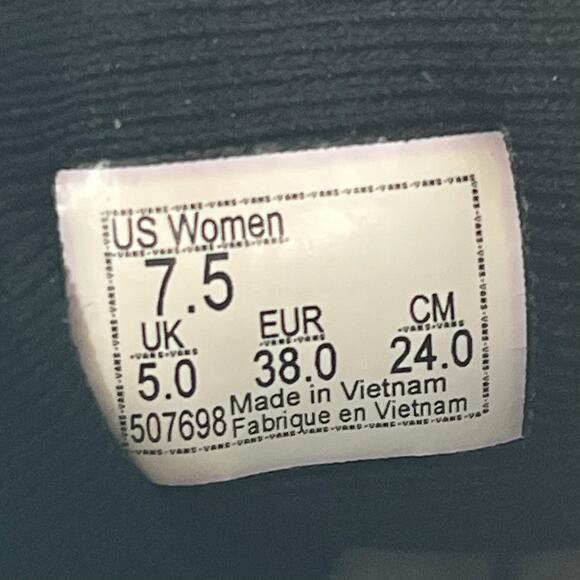 US Women
7.5
UK EUR CM
5.0 38.0 24.0
507698 Made in Vietnam
Fabrique en Vietnam